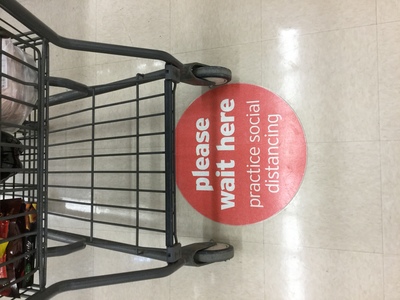 please
wait here
practice social
distancing